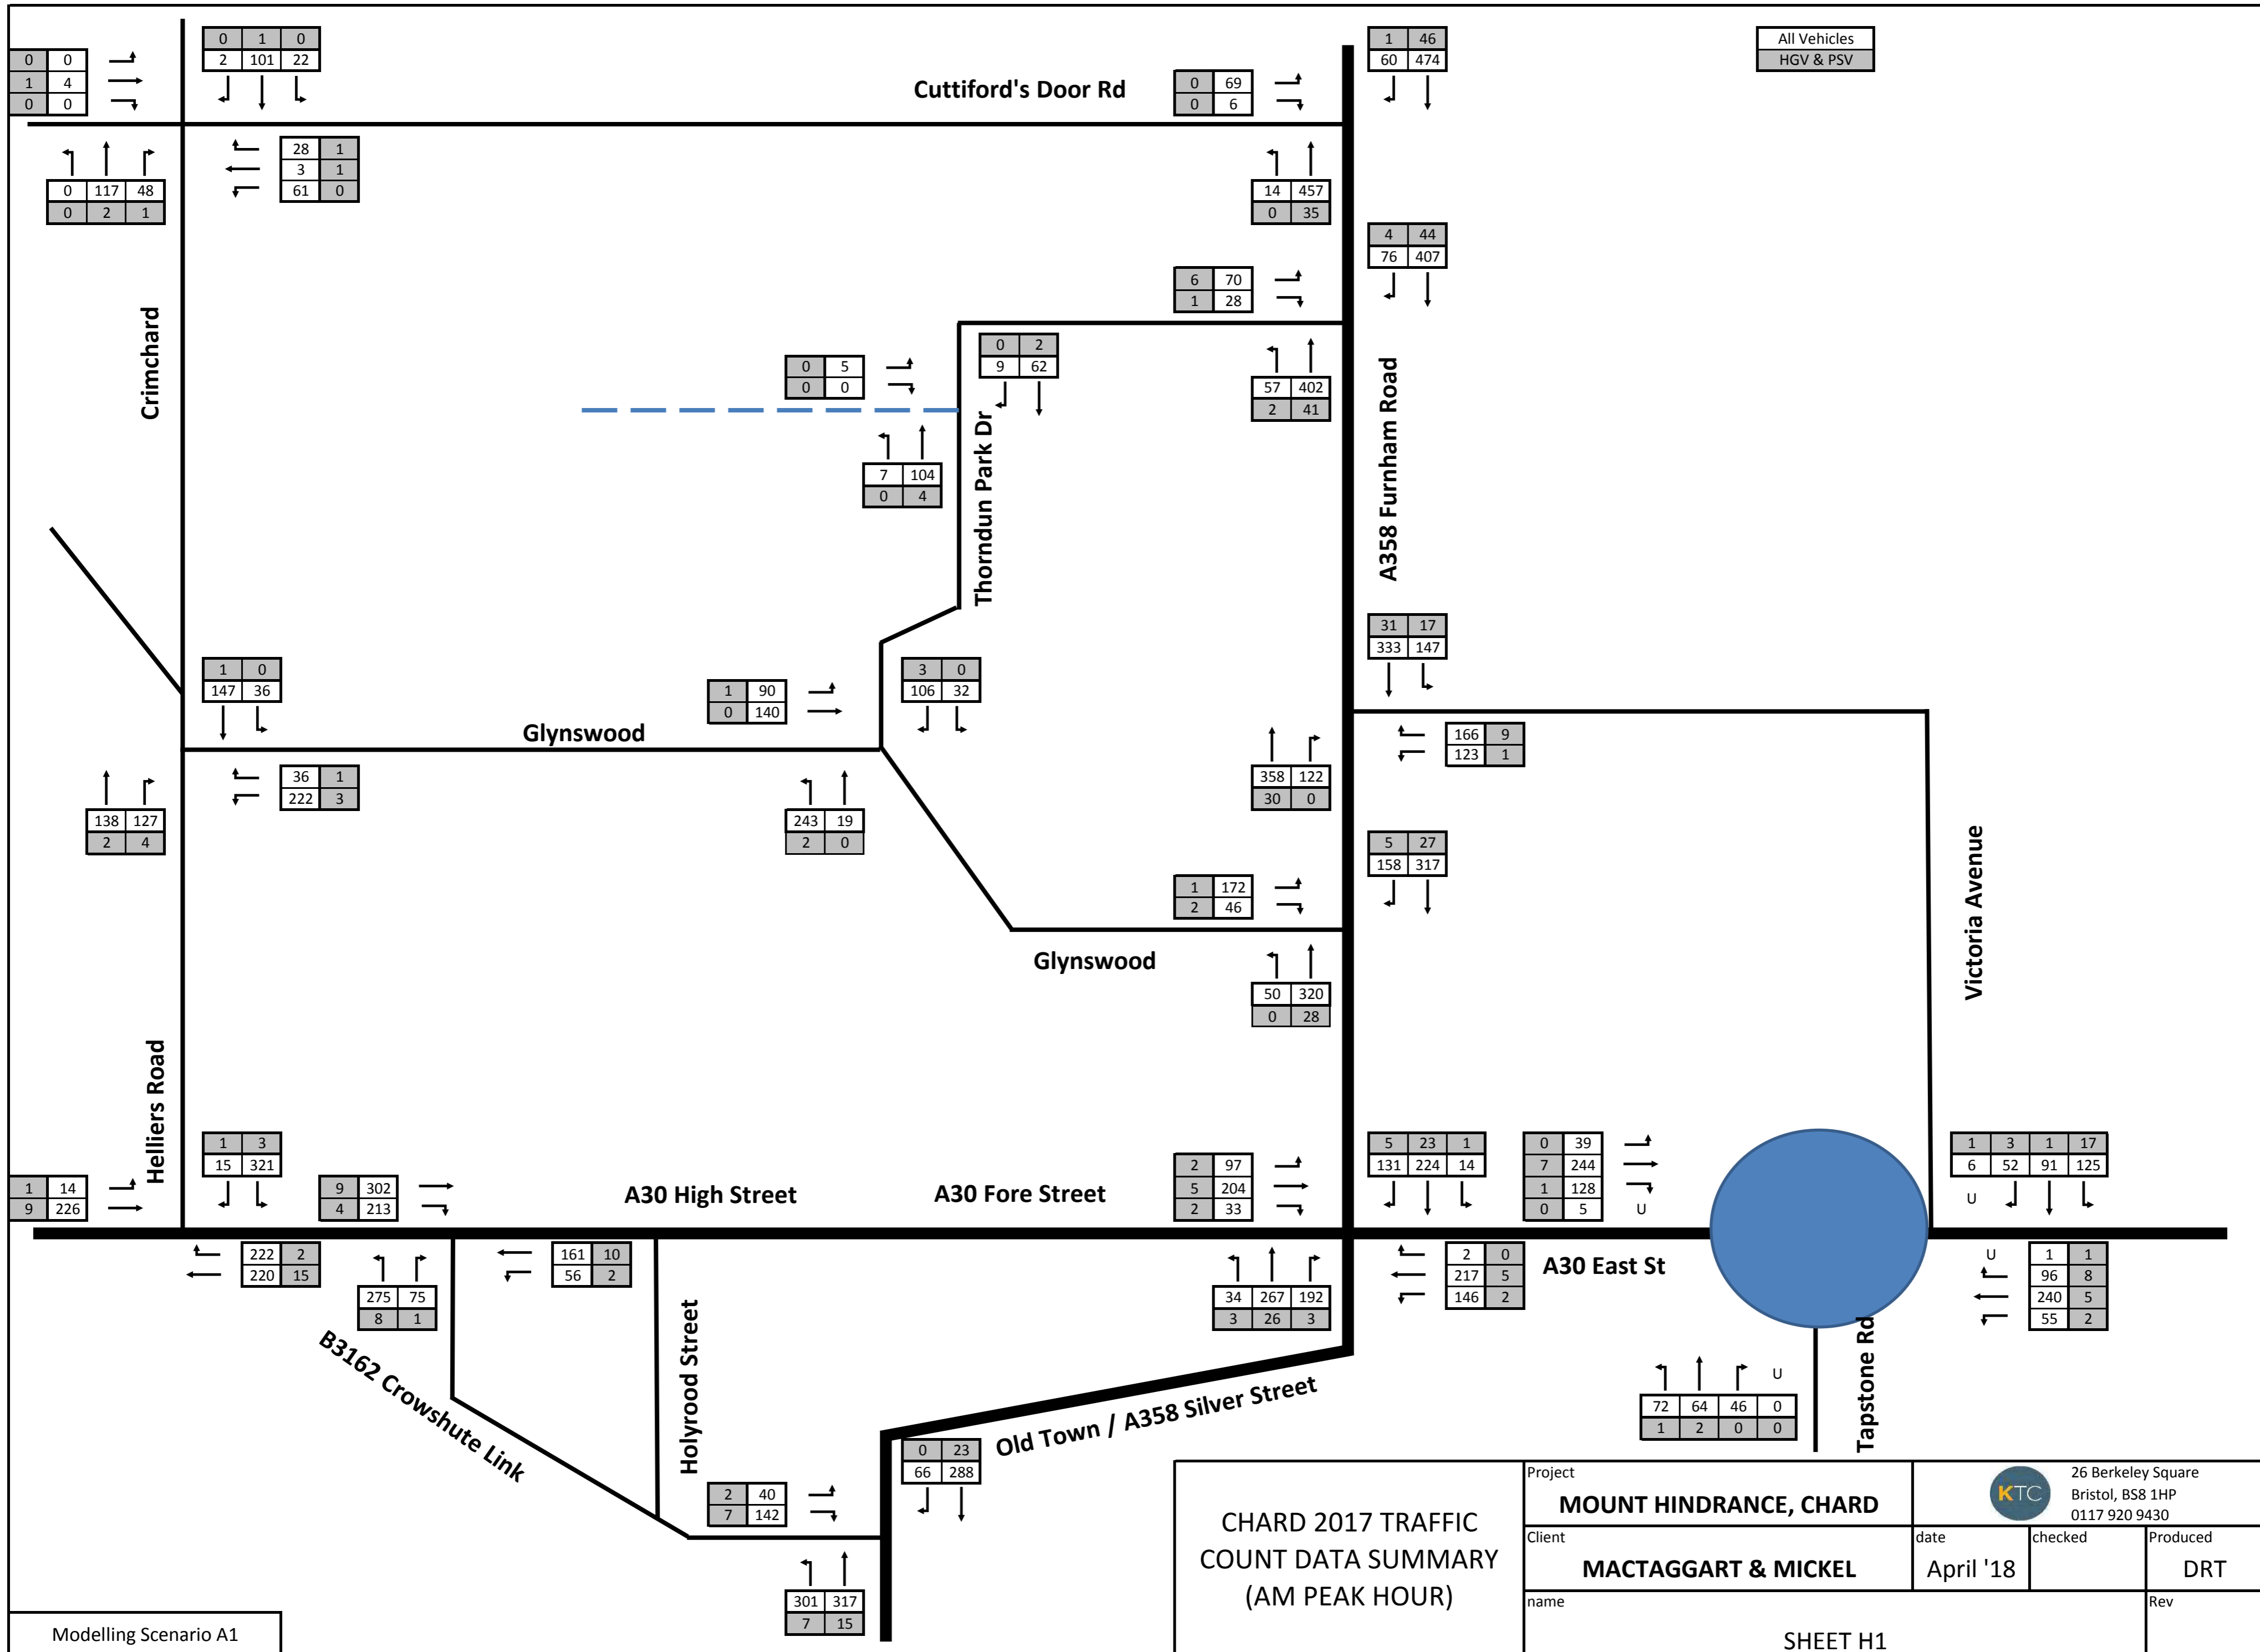 0 1 0
2 101 22
0 0
1 4
0 0
Cuttiford's Door Rd
0 69
0 6
1 46
60 474
All Vehicles
HGV & PSV
28 1
3 1
61 0
0 117 48
0 2 1
14 457
0 35
4 44
76 407
6 70
1 28
Crimchard
0 5
0 0
0 2
9 62
57 402
2 41
7 104
0 4
Thorndun Park Dr
A358 Furnham Road
31 17
333 147
1 0
147 36
1 90
0 140
3 0
106 32
Glynswood
166 9
123 1
36 1
222 3
138 127
2 4
243 19
2 0
358 122
30 0
5 27
158 317
1 172
2 46
Glynswood
50 320
0 28
Victoria Avenue
Helliers Road
1 3
15 321
1 14
9 226
9 302
4 213
A30 High Street
A30 Fore Street
2 97
5 204
2 33
5 23 1
131 224 14
0 39
7 244
1 128
0 5 U
1 3 1 17
6 52 91 125
U
222 2
220 15
275 75
8 1
161 10
56 2
34 267 192
3 26 3
2 0
217 5
146 2
A30 East St
U 1 1
96 8
240 5
55 2
B3162 Crowshute Link
Holyrood Street
Old Town / A358 Silver Street
Tapstone Rd
U
72 64 46 0
1 2 0 0
0 23
66 288
2 40
7 142
301 317
7 15
Modelling Scenario A1
CHARD 2017 TRAFFIC
COUNT DATA SUMMARY
(AM PEAK HOUR)
Project
MOUNT HINDRANCE, CHARD
KTC
26 Berkeley Square
Bristol, BS8 1HP
0117 920 9430
Client
MACTAGGART & MICKEL
date
April '18
checked
Produced
DRT
name
SHEET H1
Rev